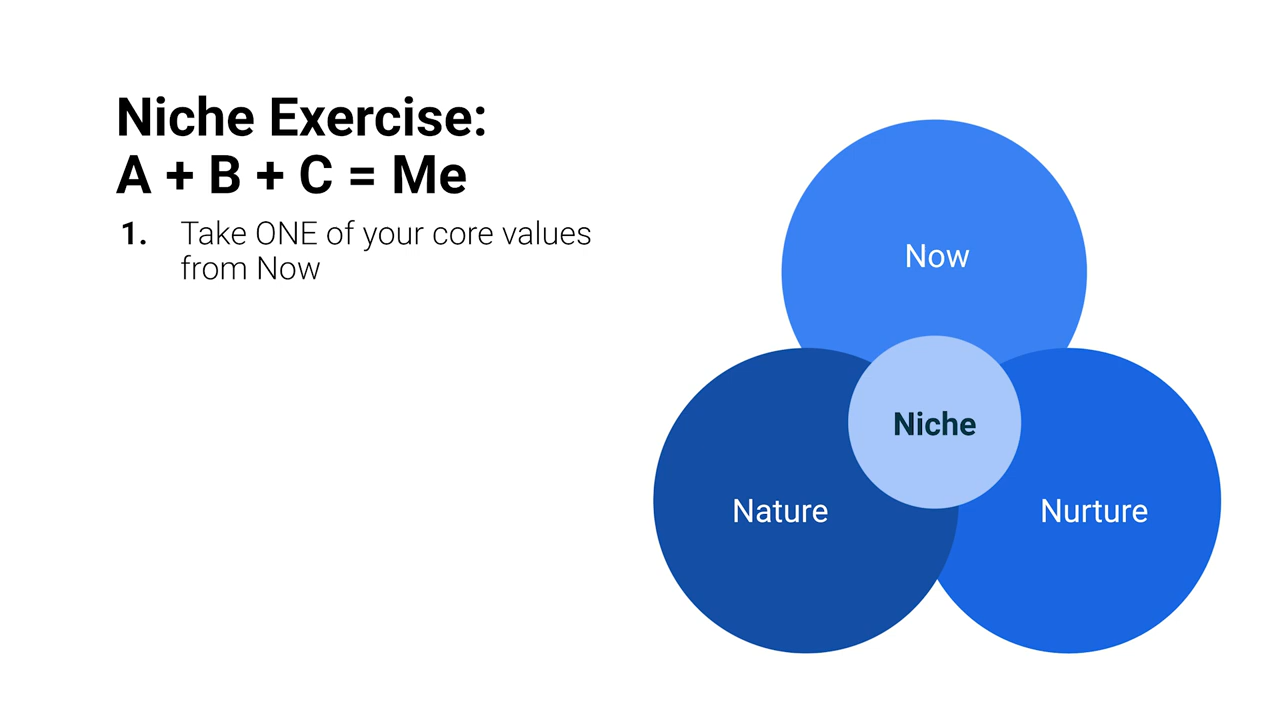 Niche Exercise:
A + B + C = Me
1. Take ONE of your core values
from Now
Now
Niche
Nature
Nurture